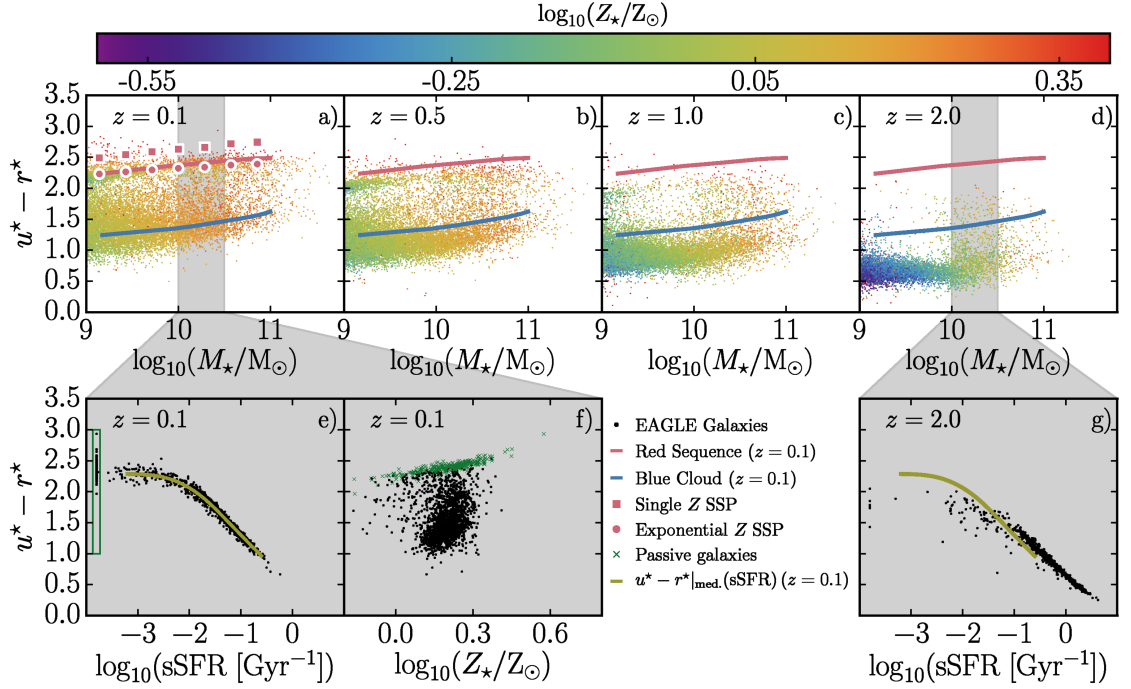 log₁₀(Z⋆/Z⊙)
-0.55 -0.25 0.05 0.35
z = 0.1 a) z = 0.5 b) z = 1.0 c) z = 2.0 d)
3.5
3.0
2.5
2.0
1.5
1.0
0.5
0.0
u* − r*
9 10 11 9 10 11 9 10 11 9 10 11
log₁₀(M⋆/M⊙) log₁₀(M⋆/M⊙) log₁₀(M⋆/M⊙) log₁₀(M⋆/M⊙)
z = 0.1 e) z = 0.1 f) z = 2.0 g)
3.5
3.0
2.5
2.0
1.5
1.0
0.5
0.0
u* − r*
EAGLE Galaxies
Red Sequence (z = 0.1)
Blue Cloud (z = 0.1)
Single Z SSP
Exponential Z SSP
Passive galaxies
u* − r*|med.(sSFR) (z = 0.1)
−3 −2 −1 0 0.0 0.3 0.6 −3 −2 −1 0
log₁₀(sSFR [Gyr⁻¹]) log₁₀(Z⋆/Z⊙) log₁₀(sSFR [Gyr⁻¹])